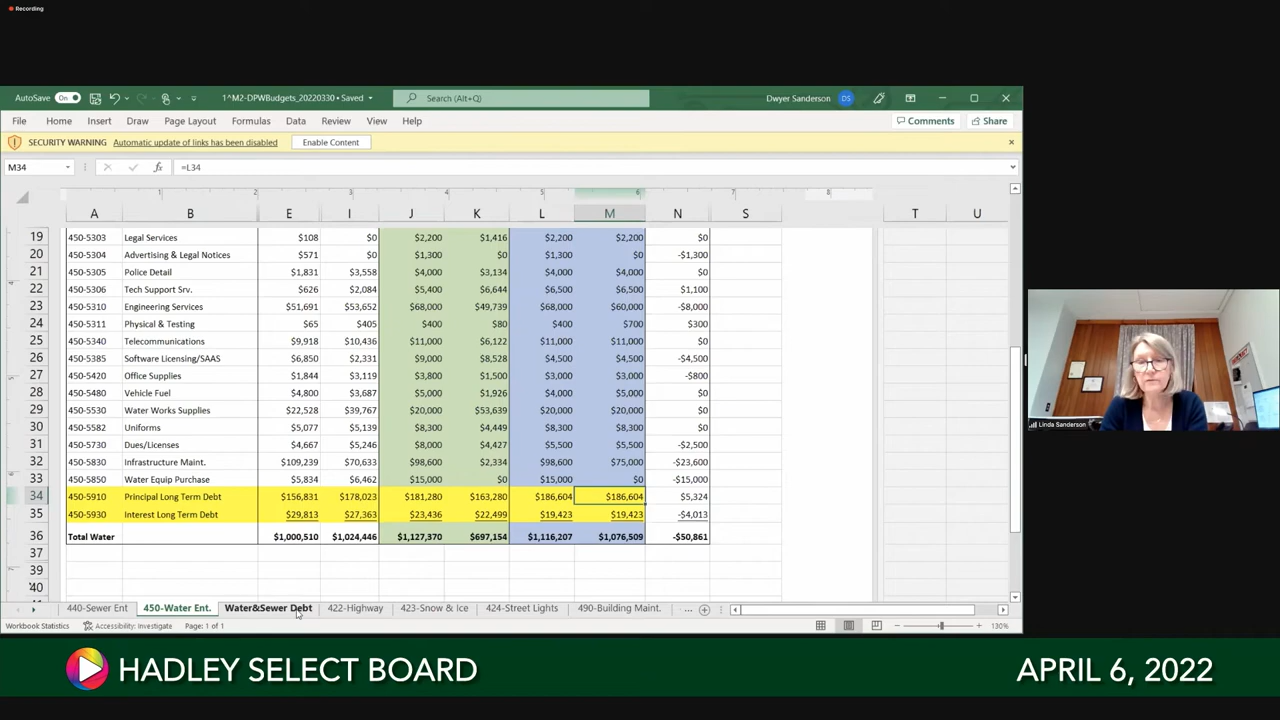 Recording
AutoSave On 1^M2-DPWBudgets_20220330 • Saved Search (Alt+Q) Dwyer Sanderson DS
File Home Insert Draw Page Layout Formulas Data Review View Help Comments Share
SECURITY WARNING Automatic update of links has been disabled Enable Content
M34 fx =L34
1 2 3 4 5 6 7 8
A B E I J K L M N S T U
19 450-5303 Legal Services $108 $0 $2,200 $1,416 $2,200 $2,200 $0
20 450-5304 Advertising & Legal Notices $571 $0 $1,300 $0 $1,300 $0 -$1,300
21 450-5305 Police Detail $1,831 $3,558 $4,000 $3,134 $4,000 $4,000 $0
22 450-5306 Tech Support Srv. $626 $2,084 $5,400 $6,644 $6,500 $6,500 $1,100
23 450-5310 Engineering Services $51,691 $53,652 $68,000 $49,739 $68,000 $60,000 -$8,000
24 450-5311 Physical & Testing $65 $405 $400 $80 $400 $700 $300
25 450-5340 Telecommunications $9,918 $10,436 $11,000 $6,122 $11,000 $11,000 $0
26 450-5385 Software Licensing/SAAS $6,850 $2,331 $9,000 $8,528 $4,500 $4,500 -$4,500
27 450-5420 Office Supplies $1,844 $3,119 $3,800 $1,500 $3,000 $3,000 -$800
28 450-5480 Vehicle Fuel $4,800 $3,687 $5,000 $1,926 $4,000 $5,000 $0
29 450-5530 Water Works Supplies $22,528 $39,767 $20,000 $53,639 $20,000 $20,000 $0
30 450-5582 Uniforms $5,077 $5,139 $8,300 $4,449 $8,300 $8,300 $0
31 450-5730 Dues/Licenses $4,667 $5,246 $8,000 $4,427 $5,500 $5,500 -$2,500
32 450-5830 Infrastructure Maint. $109,239 $70,633 $98,600 $2,334 $98,600 $75,000 -$23,600
33 450-5850 Water Equip Purchase $5,834 $6,462 $15,000 $0 $15,000 $0 -$15,000
34 450-5910 Principal Long Term Debt $156,831 $178,023 $181,280 $163,280 $186,604 $186,604 $5,324
35 450-5930 Interest Long Term Debt $29,813 $27,363 $23,436 $22,499 $19,423 $19,423 -$4,013
36 Total Water $1,000,510 $1,024,446 $1,127,370 $697,154 $1,116,207 $1,076,509 -$50,861
37
39
40
440-Sewer Ent 450-Water Ent. Water&Sewer Debt 422-Highway 423-Snow & Ice 424-Street Lights 490-Building Maint. ...
Workbook Statistics Accessibility: Investigate Page: 1 of 1 130%
Linda Sanderson
HADLEY SELECT BOARD APRIL 6, 2022